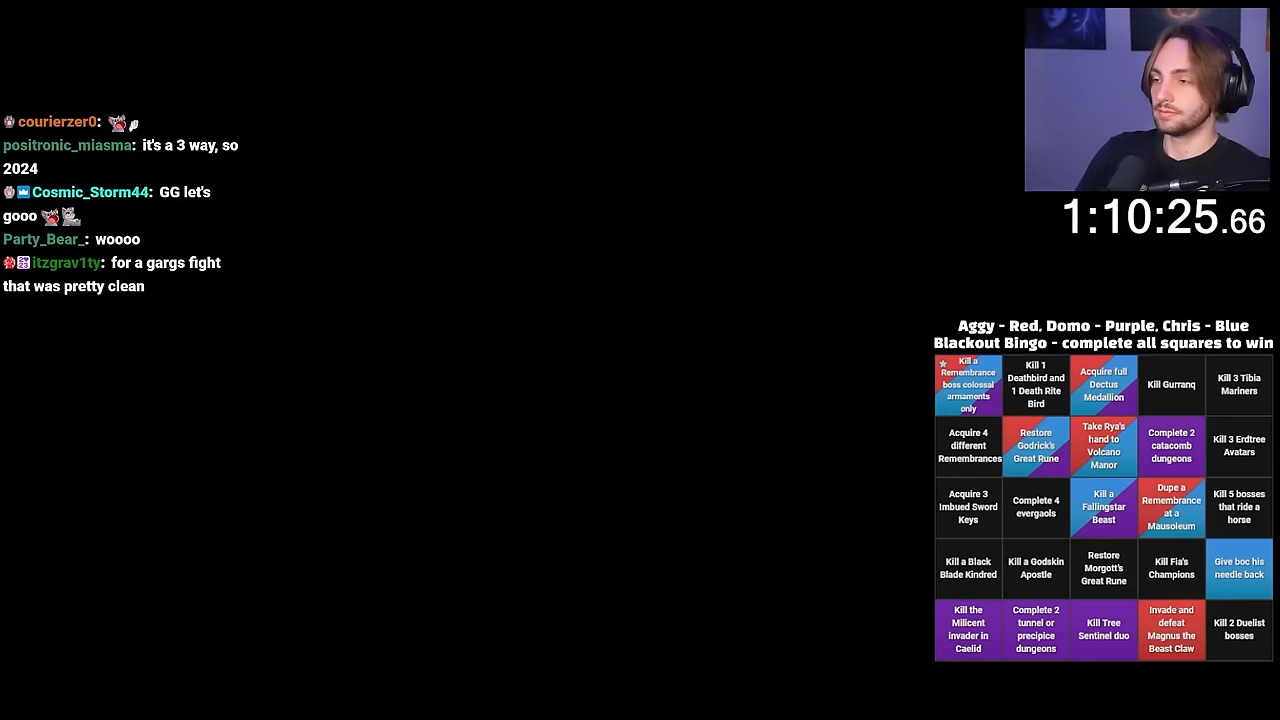 courierzer0:
positronic_miasma: it's a 3 way, so
2024
Cosmic_Storm44: GG let's
gooo
Party_Bear_: woooo
itzgrav1ty: for a gargs fight
that was pretty clean
1:10:25.66
Aggy - Red, Domo - Purple, Chris - Blue
Blackout Bingo - complete all squares to win
Kill a
Remembrance
boss colossal
armaments
only
Kill 1
Deathbird and
1 Death Rite
Bird
Acquire full
Dectus
Medallion
Kill Gurranq
Kill 3 Tibia
Mariners
Acquire 4
different
Remembrances
Restore
Godrick's
Great Rune
Take Rya's
hand to
Volcano
Manor
Complete 2
catacomb
dungeons
Kill 3 Erdtree
Avatars
Acquire 3
Imbued Sword
Keys
Complete 4
evergaols
Kill a
Fallingstar
Beast
Dupe a
Remembrance
at a
Mausoleum
Kill 5 bosses
that ride a
horse
Kill a Black
Blade Kindred
Kill a Godskin
Apostle
Restore
Morgott's
Great Rune
Kill Fia's
Champions
Give boc his
needle back
Kill the
Milicent
invader in
Caelid
Complete 2
tunnel or
precipice
dungeons
Kill Tree
Sentinel duo
Invade and
defeat
Magnus the
Beast Claw
Kill 2 Duelist
bosses